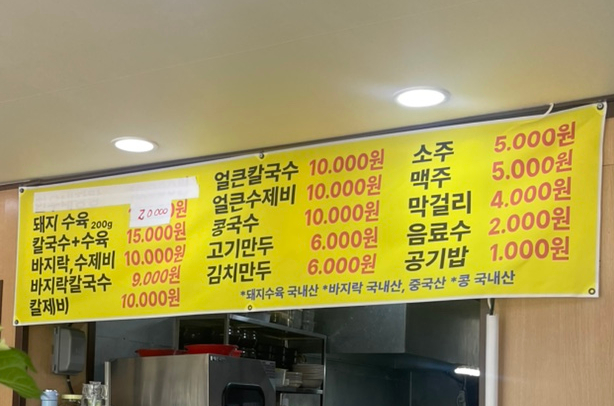 돼지 수육 200g 20000원
칼국수+수육 15.000원
바지락,수제비 10.000원
바지락칼국수 9.000원
칼제비 10.000원
얼큰칼국수 10.000원
얼큰수제비 10.000원
콩국수 10.000원
고기만두 6.000원
김치만두 6.000원
소주 5.000원
맥주 5.000원
막걸리 4.000원
음료수 2.000원
공기밥 1.000원
*돼지수육 국내산 *바지락 국내산, 중국산 *콩 국내산